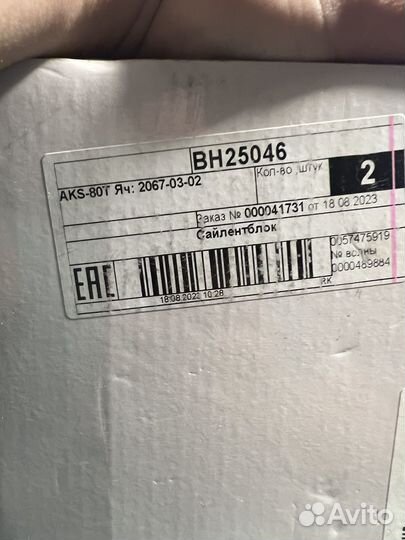 BH25046
AKS-80T Яч: 2067-03-02
Кол-во ,штук
2
Заказ № 000041731 от 18 08 2023
Сайлентблок
0057475919
№ волны
0000489884
EAC
18.08.2023 10:28
RK
Avito